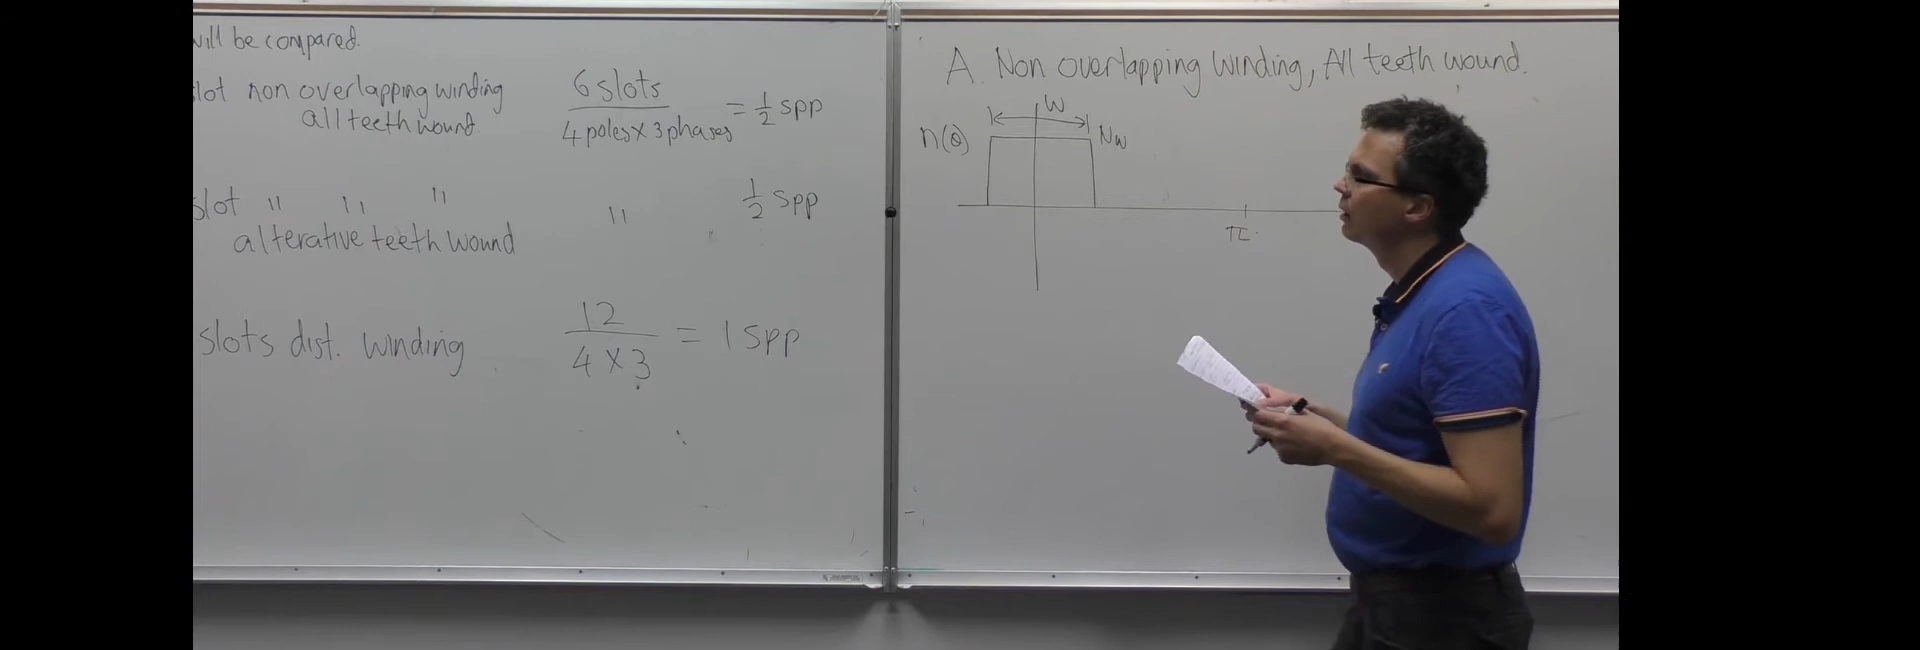 will be compared.
slot non overlapping winding
all teeth wound.
6 slots
4 poles x 3 phases
= 1/2 spp
slot " " "
alterative teeth wound
"
1/2 spp
slots dist. winding
12
4 x 3
= 1 spp
A. Non overlapping winding, All teeth wound.
W
n(θ)
Nw
π